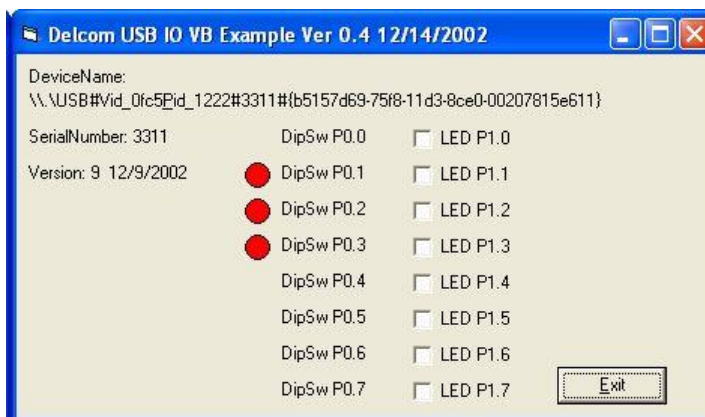 Delcom USB IO VB Example Ver 0.4 12/14/2002
DeviceName:
\\.\USB#Vid_0fc5Pid_1222#3311#{b5157d69-75f8-11d3-8ce0-00207815e611}
SerialNumber: 3311 DipSw P0.0 LED P1.0
Version: 9 12/9/2002 DipSw P0.1 LED P1.1
DipSw P0.2 LED P1.2
DipSw P0.3 LED P1.3
DipSw P0.4 LED P1.4
DipSw P0.5 LED P1.5
DipSw P0.6 LED P1.6
DipSw P0.7 LED P1.7
Exit